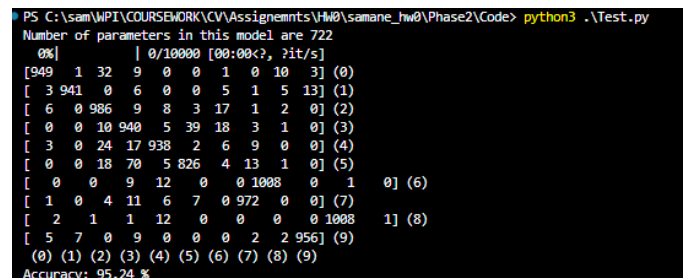 PS C:\sam\WPI\COURSEWORK\CV\Assignemnts\HW0\samane_hw0\Phase2\Code> python3 .\Test.py
Number of parameters in this model are 722
  0%|          | 0/10000 [00:00<?, ?it/s]
[949   1  32   9   0   0   1   0  10   3] (0)
[  3 941   0   6   0   0   5   1   5  13] (1)
[  6   0 986   9   8   3  17   1   2   0] (2)
[  0   0  10 940   5  39  18   3   1   0] (3)
[  3   0  24  17 938   2   6   9   0   0] (4)
[  0   0  18  70   5 826   4  13   1   0] (5)
[   0    0    9   12    0    0 1008    0    1    0] (6)
[  1   0   4  11   6   7   0 972   0   0] (7)
[   2    1    1   12    0    0    0    0 1008    1] (8)
[  5   7   0   9   0   0   0   2   2 956] (9)
 (0) (1) (2) (3) (4) (5) (6) (7) (8) (9)
Accuracy: 95.24 %